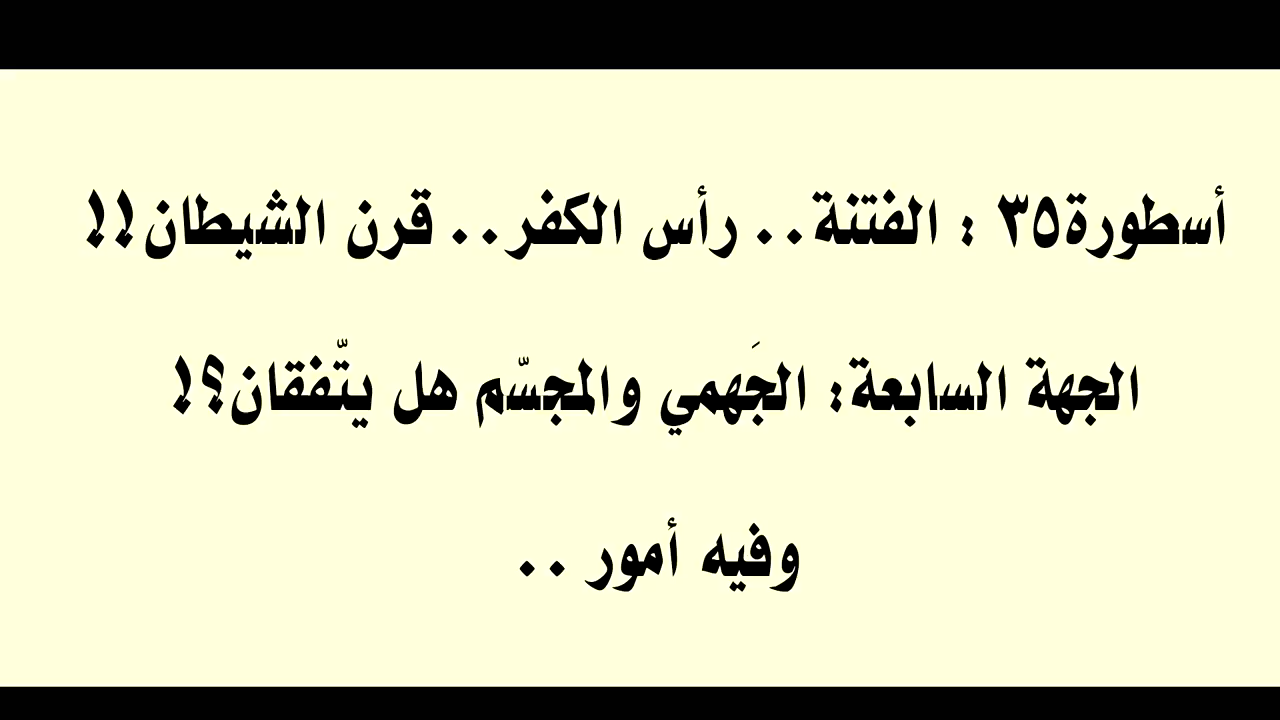 أسطورة٣٥ : الفتنة.. رأس الكفر.. قرن الشيطان!!
الجهة السابعة: الجَهمي والمجسّم هل يتّفقان؟!
وفيه أمور ..